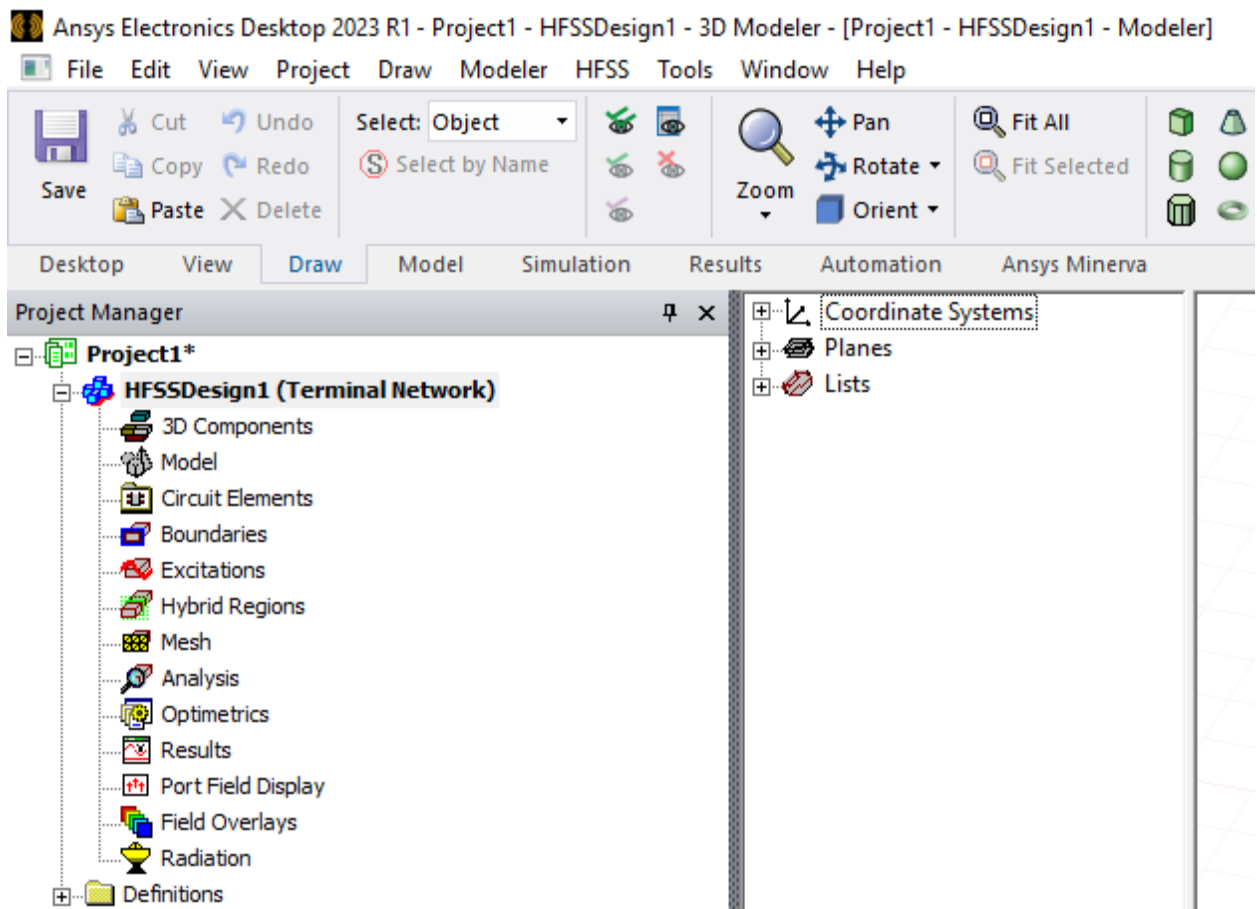 Ansys Electronics Desktop 2023 R1 - Project1 - HFSSDesign1 - 3D Modeler - [Project1 - HFSSDesign1 - Modeler]
File Edit View Project Draw Modeler HFSS Tools Window Help
Save
Cut Undo
Copy Redo
Paste Delete
Select: Object
Select by Name
Zoom
Pan
Rotate
Orient
Fit All
Fit Selected
Desktop View Draw Model Simulation Results Automation Ansys Minerva
Project Manager
Project1*
HFSSDesign1 (Terminal Network)
3D Components
Model
Circuit Elements
Boundaries
Excitations
Hybrid Regions
Mesh
Analysis
Optimetrics
Results
Port Field Display
Field Overlays
Radiation
Definitions
Coordinate Systems
Planes
Lists